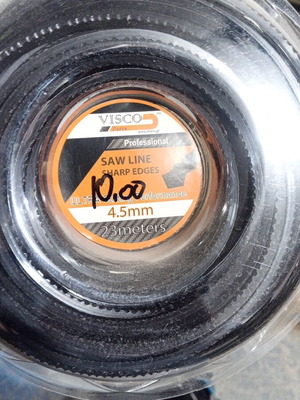 VISCO
Professional
SAW LINE
SHARP EDGES
10.00
4.5mm
23meters